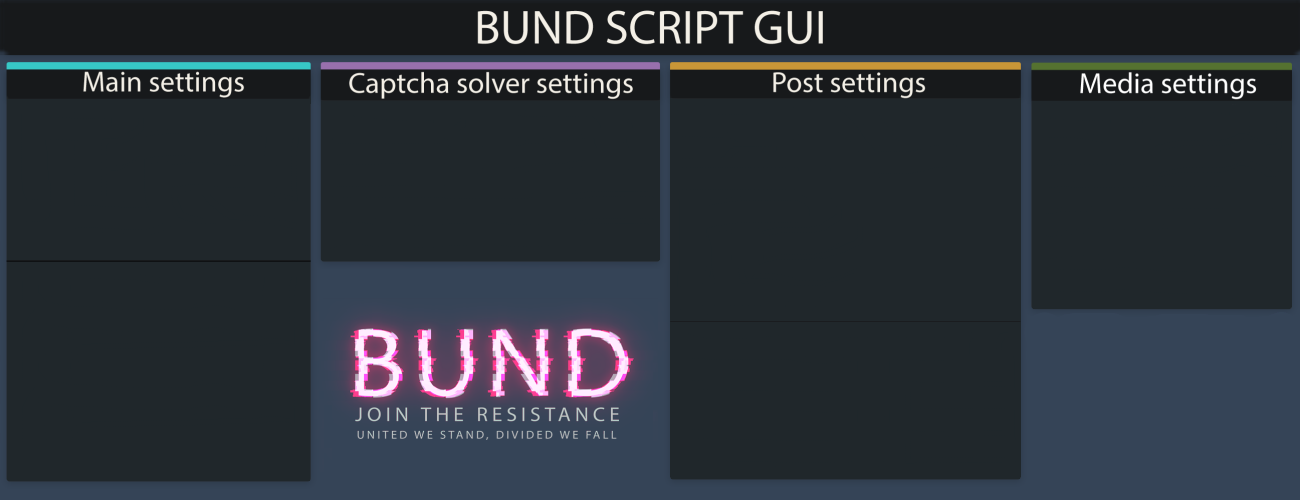 BUND SCRIPT GUI
Main settings
Captcha solver settings
Post settings
Media settings
BUND
JOIN THE RESISTANCE
UNITED WE STAND, DIVIDED WE FALL